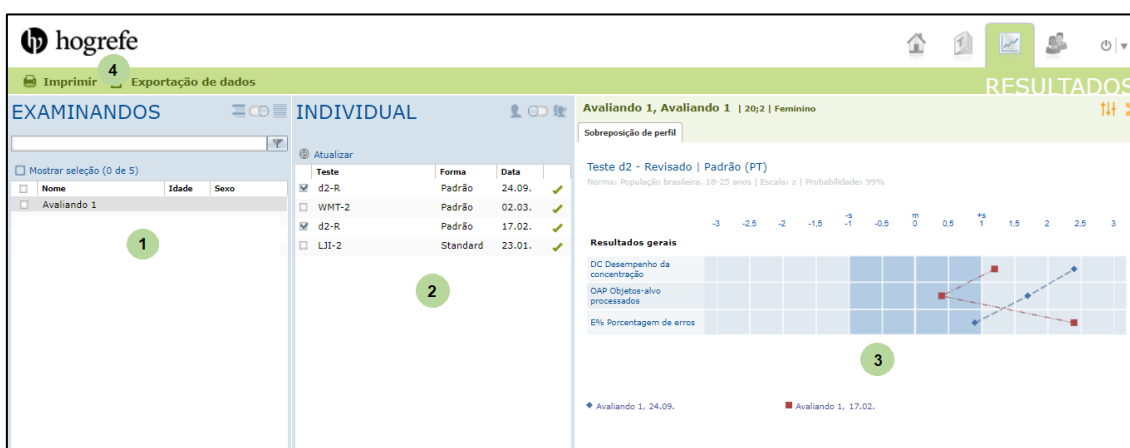 hogrefe
4
Imprimir Exportação de dados
RESULTADOS
EXAMINANDOS
Mostrar seleção (0 de 5)
Nome Idade Sexo
Avaliando 1
1
INDIVIDUAL
Atualizar
Teste Forma Data
d2-R Padrão 24.09.
WMT-2 Padrão 02.03.
d2-R Padrão 17.02.
LJI-2 Standard 23.01.
2
Avaliando 1, Avaliando 1 | 20;2 | Feminino
Sobreposição de perfil
Teste d2 - Revisado | Padrão (PT)
Norma: População brasileira, 18-25 anos | Escala: z | Probabilidade: 99%
-s m +s
-3 -2,5 -2 -1,5 -1 -0,5 0 0,5 1 1,5 2 2,5 3
Resultados gerais
DC Desempenho da
concentração
OAP Objetos-alvo
processados
E% Porcentagem de erros
3
Avaliando 1, 24.09. Avaliando 1, 17.02.